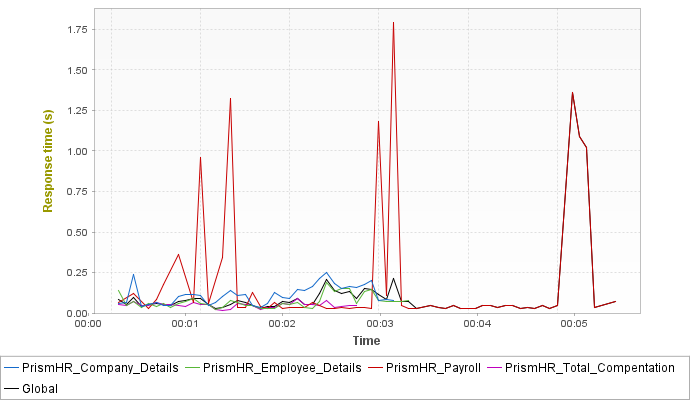 1.75
1.50
1.25
1.00
0.75
0.50
0.25
0.00
Response time (s)
00:00 00:01 00:02 00:03 00:04 00:05
Time
PrismHR_Company_Details PrismHR_Employee_Details PrismHR_Payroll PrismHR_Total_Compentation
Global